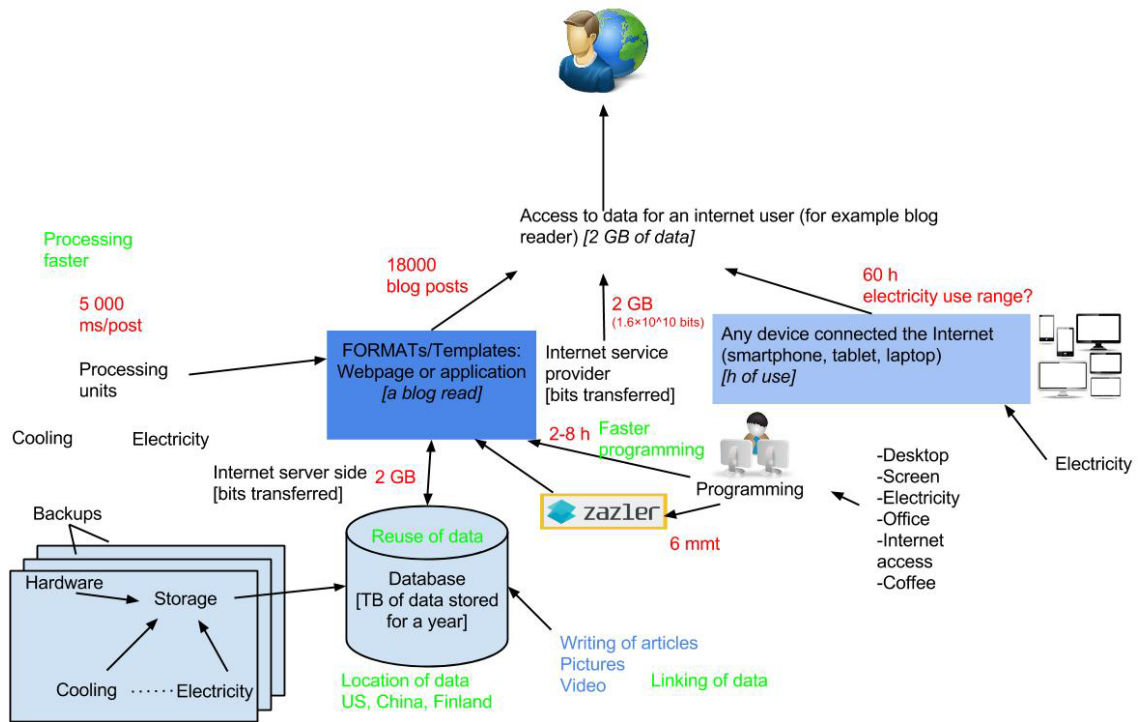 Access to data for an internet user (for example blog
reader) [2 GB of data]
Processing
faster
18000
blog posts
60 h
electricity use range?
5 000
ms/post
2 GB
(1.6×10^10 bits)
FORMATs/Templates:
Webpage or application
[a blog read]
Internet service
provider
[bits transferred]
Any device connected the Internet
(smartphone, tablet, laptop)
[h of use]
Processing
units
Cooling
Electricity
2-8 h
Faster
programming
Internet server side
[bits transferred]
2 GB
Programming
-Desktop
-Screen
-Electricity
-Office
-Internet
access
-Coffee
Electricity
zazler
6 mmt
Backups
Hardware
Storage
Cooling
Electricity
Reuse of data
Database
[TB of data stored
for a year]
Writing of articles
Pictures
Video
Linking of data
Location of data
US, China, Finland